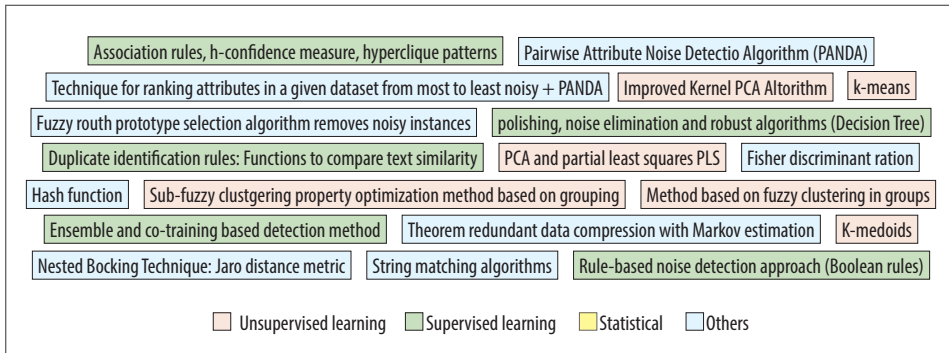 Association rules, h-confidence measure, hyperclique patterns Pairwise Attribute Noise Detectio Algorithm (PANDA)
Technique for ranking attributes in a given dataset from most to least noisy + PANDA Improved Kernel PCA Altorithm k-means
Fuzzy routh prototype selection algorithm removes noisy instances polishing, noise elimination and robust algorithms (Decision Tree)
Duplicate identification rules: Functions to compare text similarity PCA and partial least squares PLS Fisher discriminant ration
Hash function Sub-fuzzy clustgering property optimization method based on grouping Method based on fuzzy clustering in groups
Ensemble and co-training based detection method Theorem redundant data compression with Markov estimation K-medoids
Nested Bocking Technique: Jaro distance metric String matching algorithms Rule-based noise detection approach (Boolean rules)
Unsupervised learning Supervised learning Statistical Others